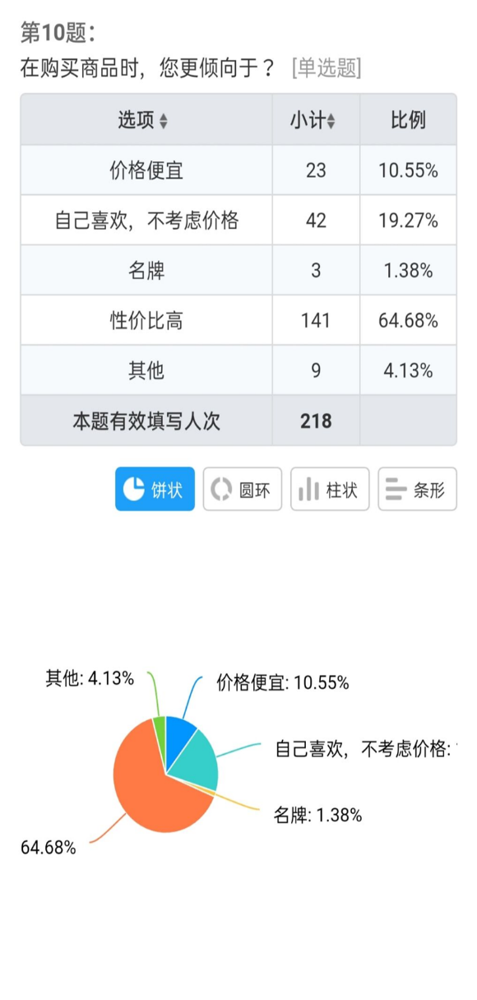 第10题：
在购买商品时，您更倾向于？ [单选题]
选项 小计 比例
价格便宜 23 10.55%
自己喜欢，不考虑价格 42 19.27%
名牌 3 1.38%
性价比高 141 64.68%
其他 9 4.13%
本题有效填写人次 218
饼状 圆环 柱状 条形
其他: 4.13% 价格便宜: 10.55%
自己喜欢，不考虑价格:
名牌: 1.38%
64.68%